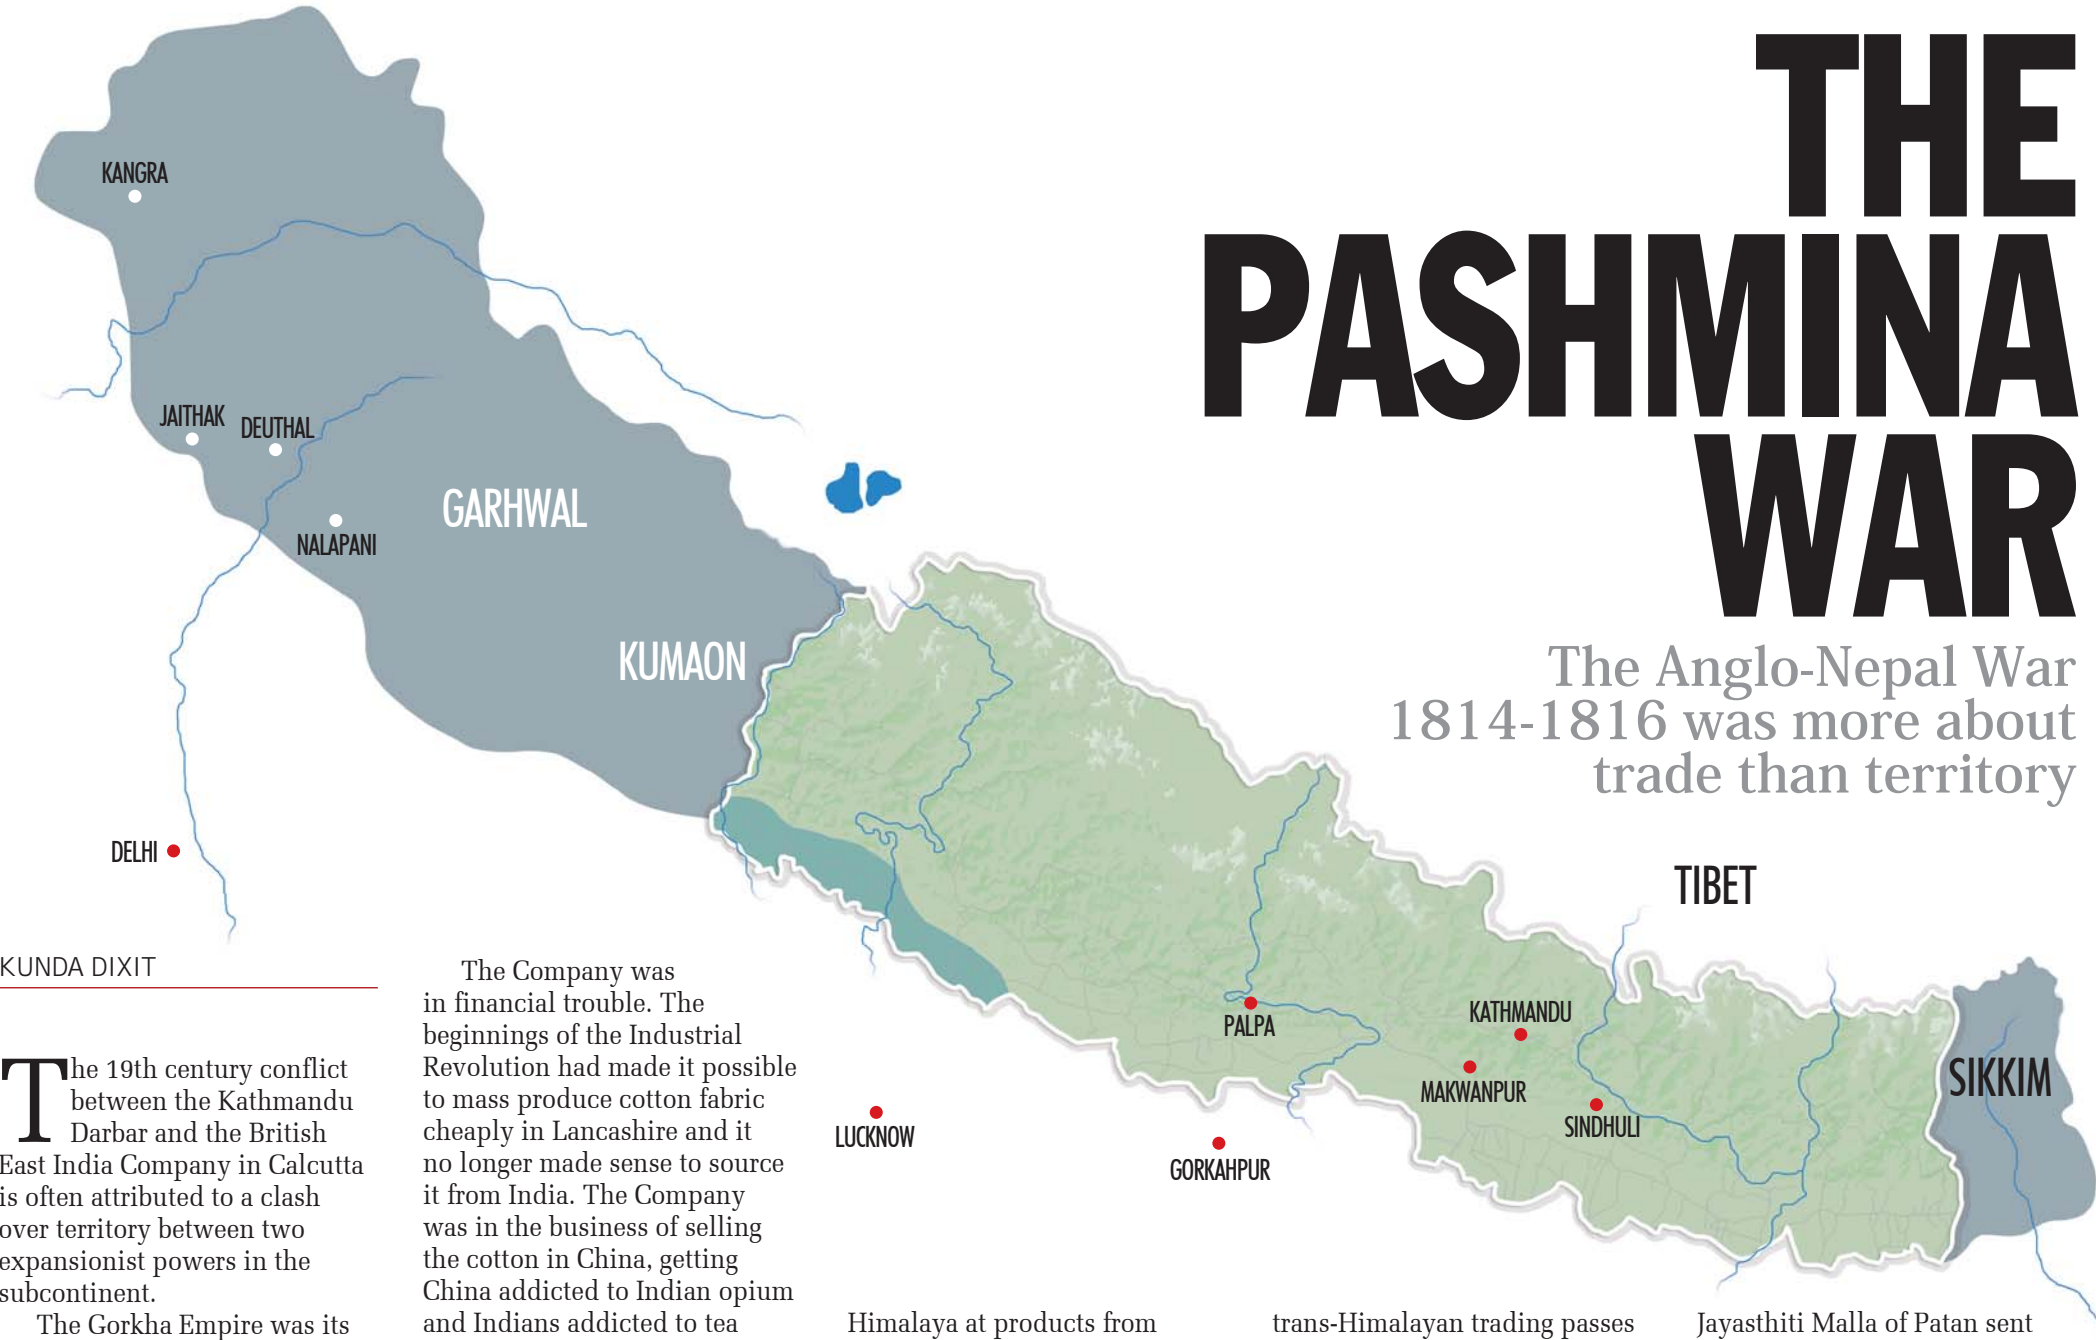 THE
PASHMINA
WAR
The Anglo-Nepal War
1814-1816 was more about
trade than territory
KANGRA
JAITHAK
DEUTHAL
NALAPANI
GARHWAL
KUMAON
DELHI
TIBET
PALPA
KATHMANDU
MAKWANPUR
SINDHULI
SIKKIM
LUCKNOW
GORKAHPUR
KUNDA DIXIT
The 19th century conflict
between the Kathmandu
Darbar and the British
East India Company in Calcutta
is often attributed to a clash
over territory between two
expansionist powers in the
subcontinent.
The Gorkha Empire was its
The Company was
in financial trouble. The
beginnings of the Industrial
Revolution had made it possible
to mass produce cotton fabric
cheaply in Lancashire and it
no longer made sense to source
it from India. The Company
was in the business of selling
the cotton in China, getting
China addicted to Indian opium
and Indians addicted to tea
Himalaya at products from
trans-Himalayan trading passes
Jayasthiti Malla of Patan sent